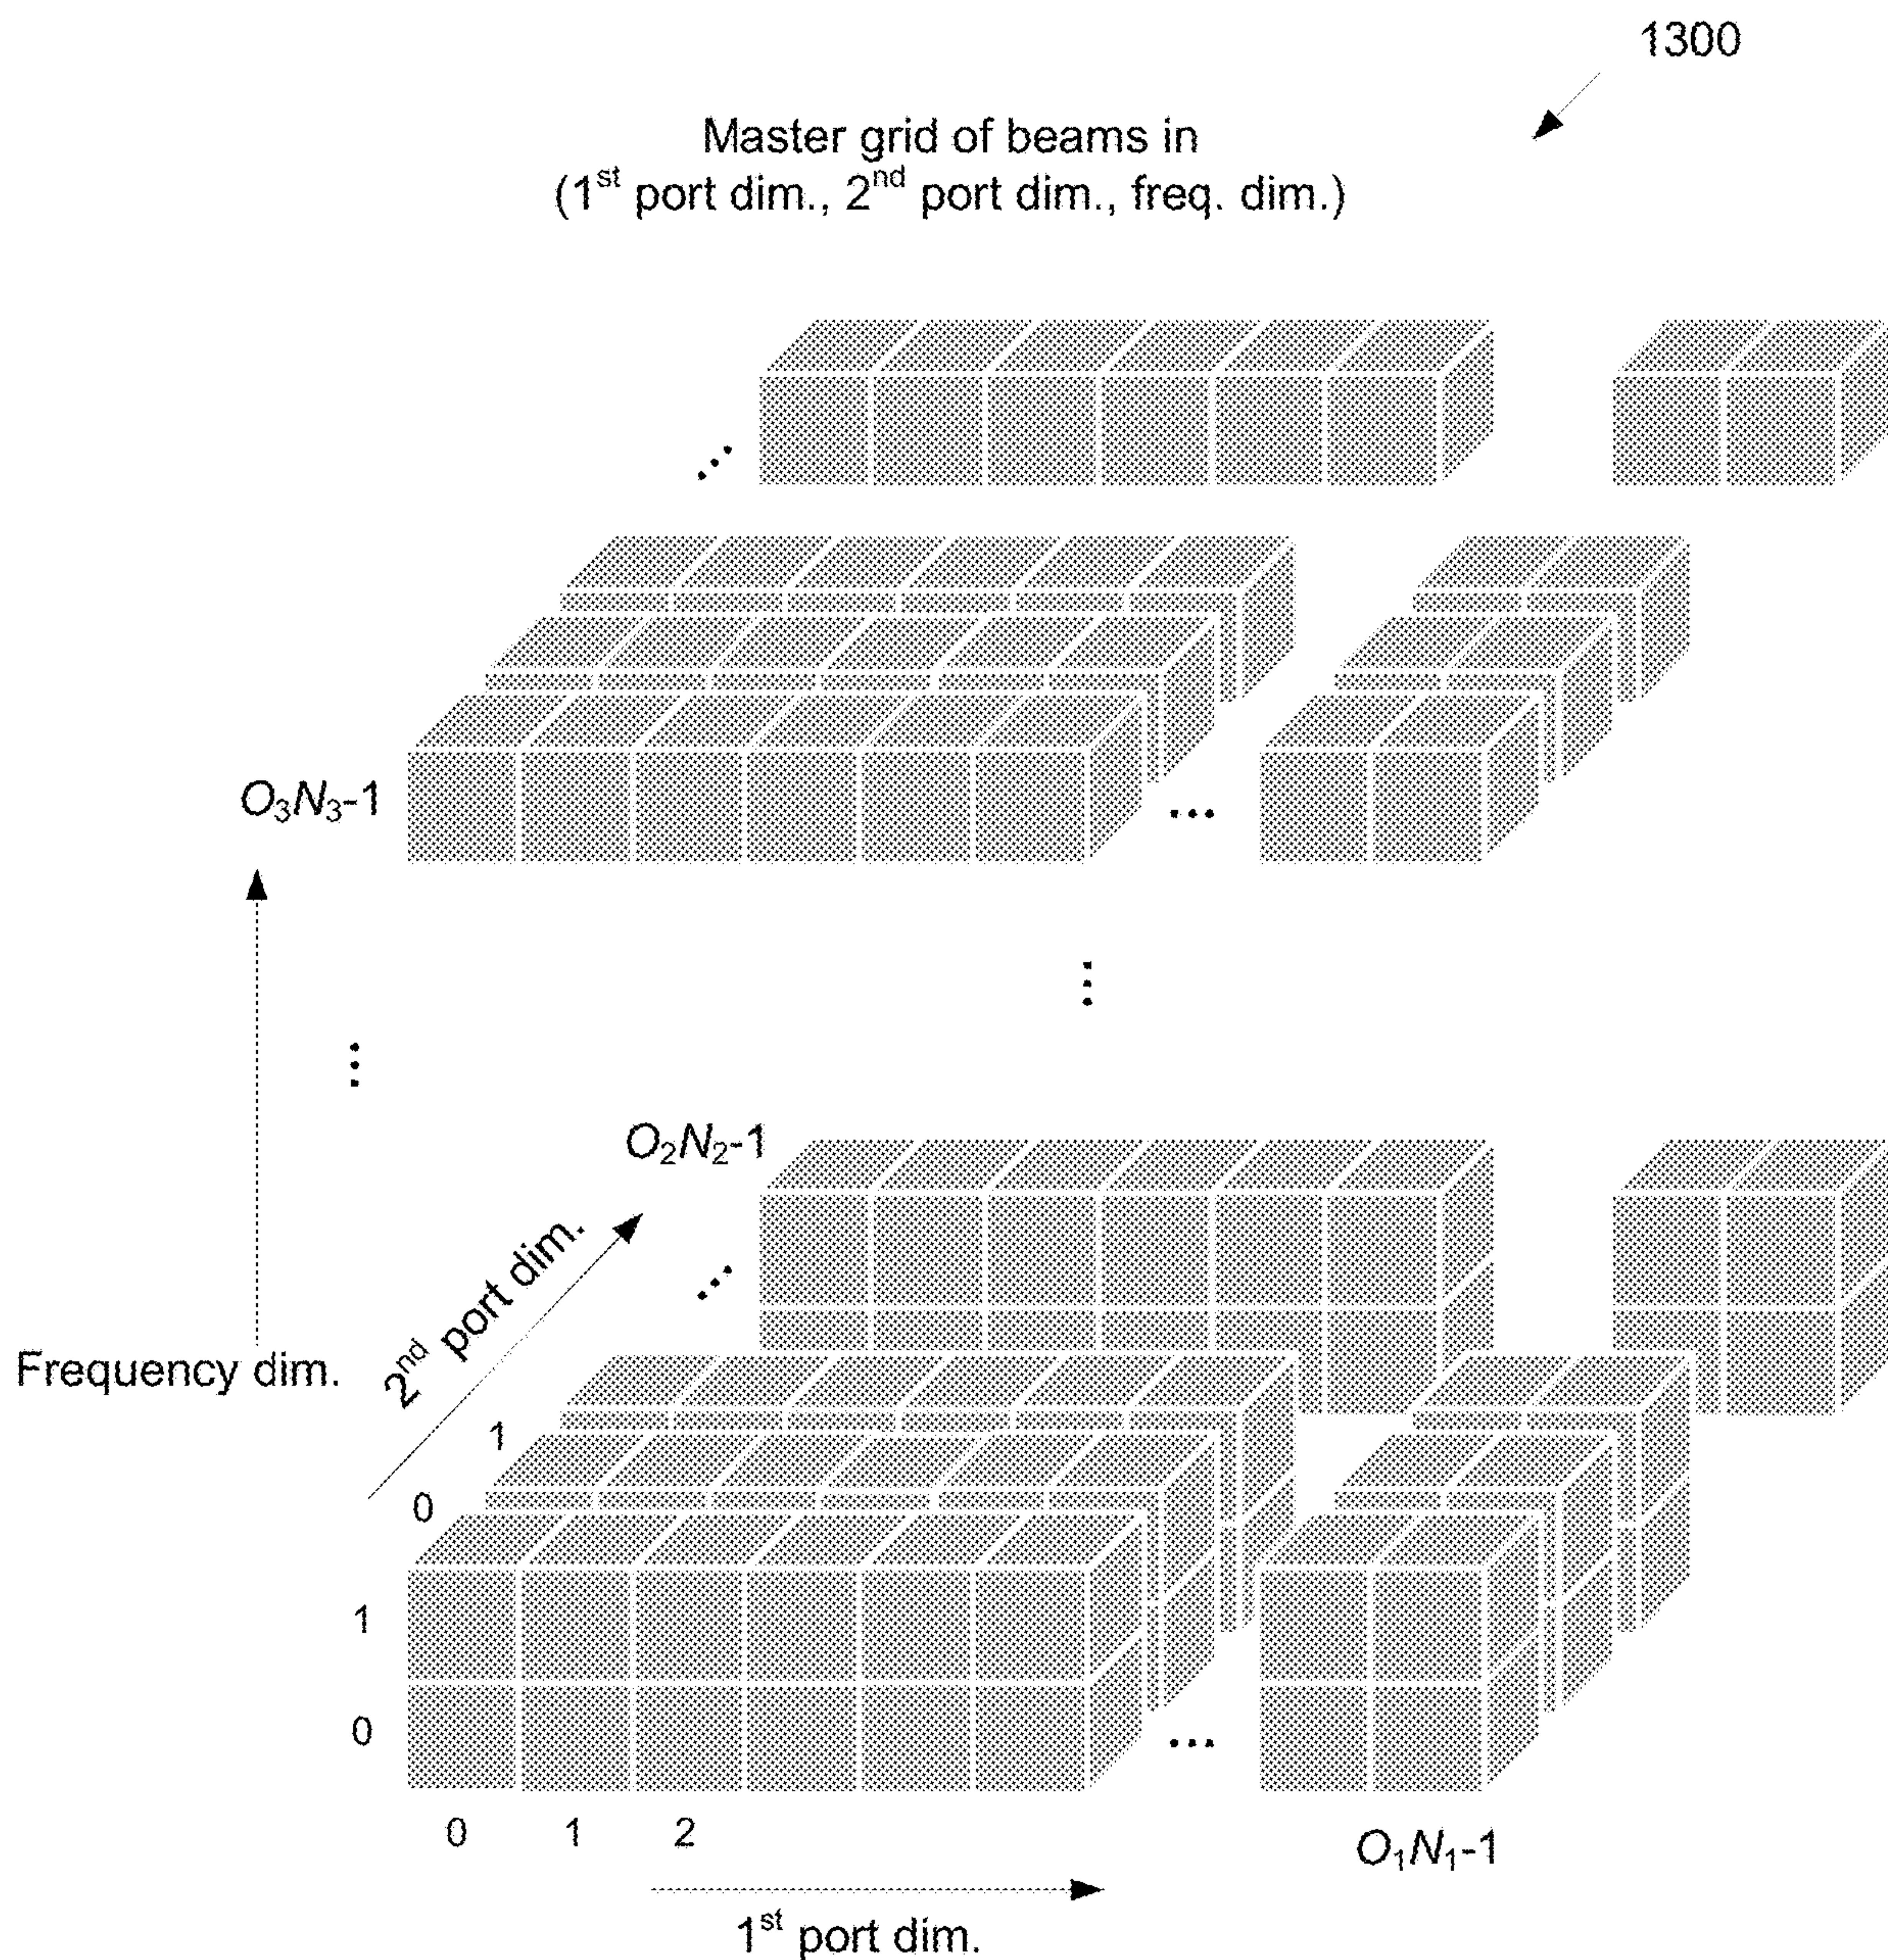 1300
Master grid of beams in
(1st port dim., 2nd port dim., freq. dim.)
O₃N₃-1
O₂N₂-1
2nd port dim.
Frequency dim.
1
0
1
0
0 1 2
O₁N₁-1
1st port dim.